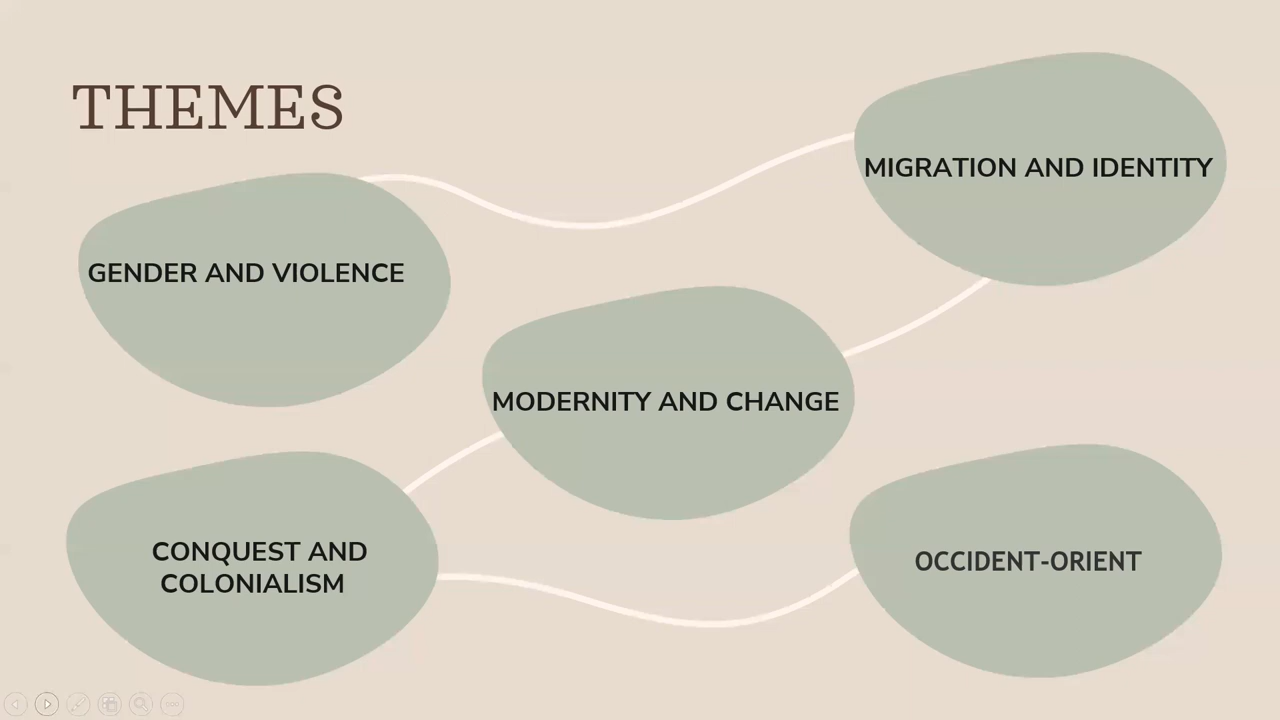 THEMES
MIGRATION AND IDENTITY
GENDER AND VIOLENCE
MODERNITY AND CHANGE
CONQUEST AND
COLONIALISM
OCCIDENT-ORIENT